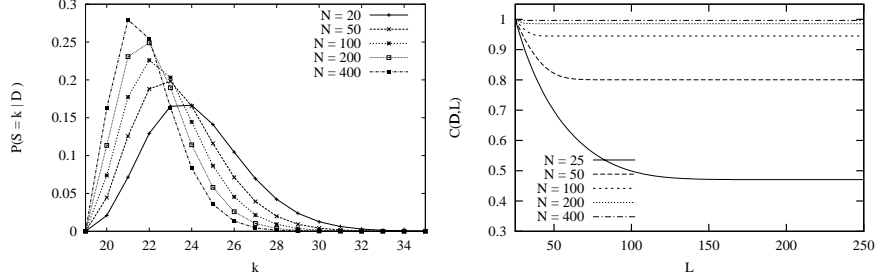 P(S = k | D )
0.3
0.25
0.2
0.15
0.1
0.05
0
20 22 24 26 28 30 32 34
k
N = 20
N = 50
N = 100
N = 200
N = 400
C(D,L)
1
0.9
0.8
0.7
0.6
0.5
0.4
0.3
50 100 150 200 250
L
N = 25
N = 50
N = 100
N = 200
N = 400